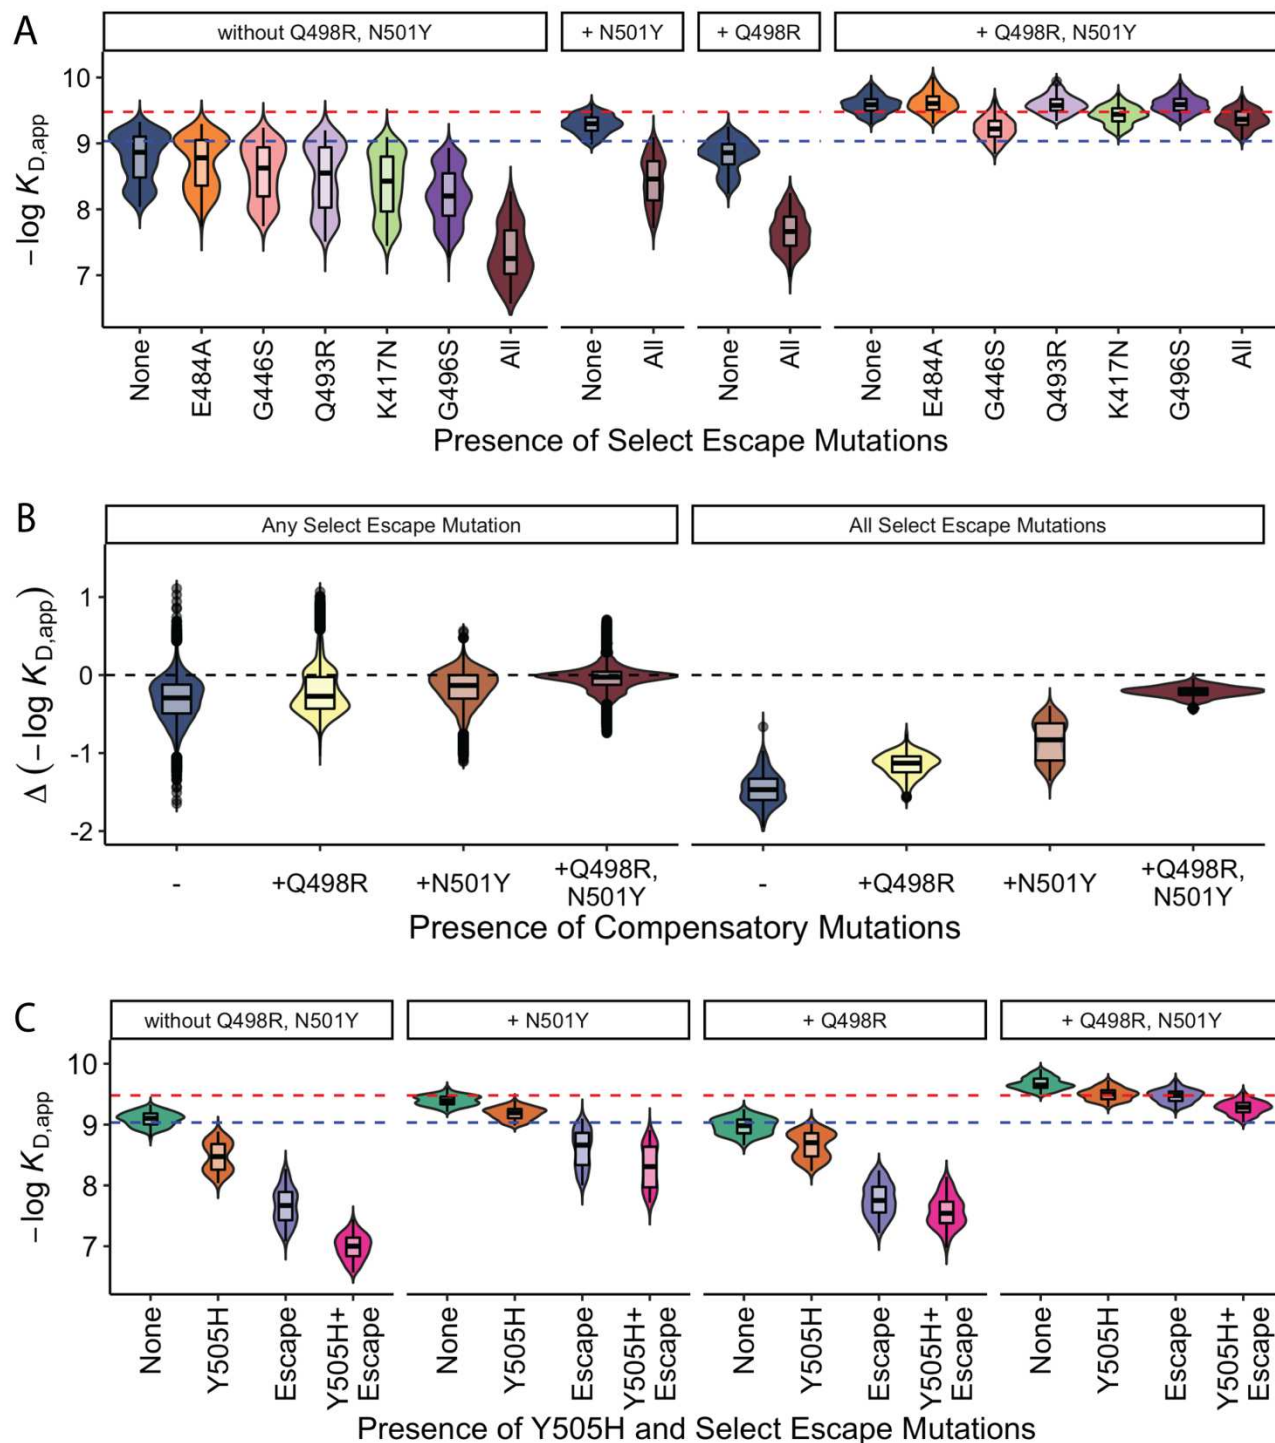 A
without Q498R, N501Y
+ N501Y
+ Q498R
+ Q498R, N501Y
−log K_D,app
10
9
8
7
None
E484A
G446S
Q493R
K417N
G496S
All
None
All
None
All
None
E484A
G446S
Q493R
K417N
G496S
All
Presence of Select Escape Mutations
B
Any Select Escape Mutation
All Select Escape Mutations
Δ (−log K_D,app)
1
0
-1
-2
-
+Q498R
+N501Y
+Q498R,
N501Y
-
+Q498R
+N501Y
+Q498R,
N501Y
Presence of Compensatory Mutations
C
without Q498R, N501Y
+ N501Y
+ Q498R
+ Q498R, N501Y
−log K_D,app
10
9
8
7
None
Y505H
Escape
Y505H+
Escape
None
Y505H
Escape
Y505H+
Escape
None
Y505H
Escape
Y505H+
Escape
None
Y505H
Escape
Y505H+
Escape
Presence of Y505H and Select Escape Mutations